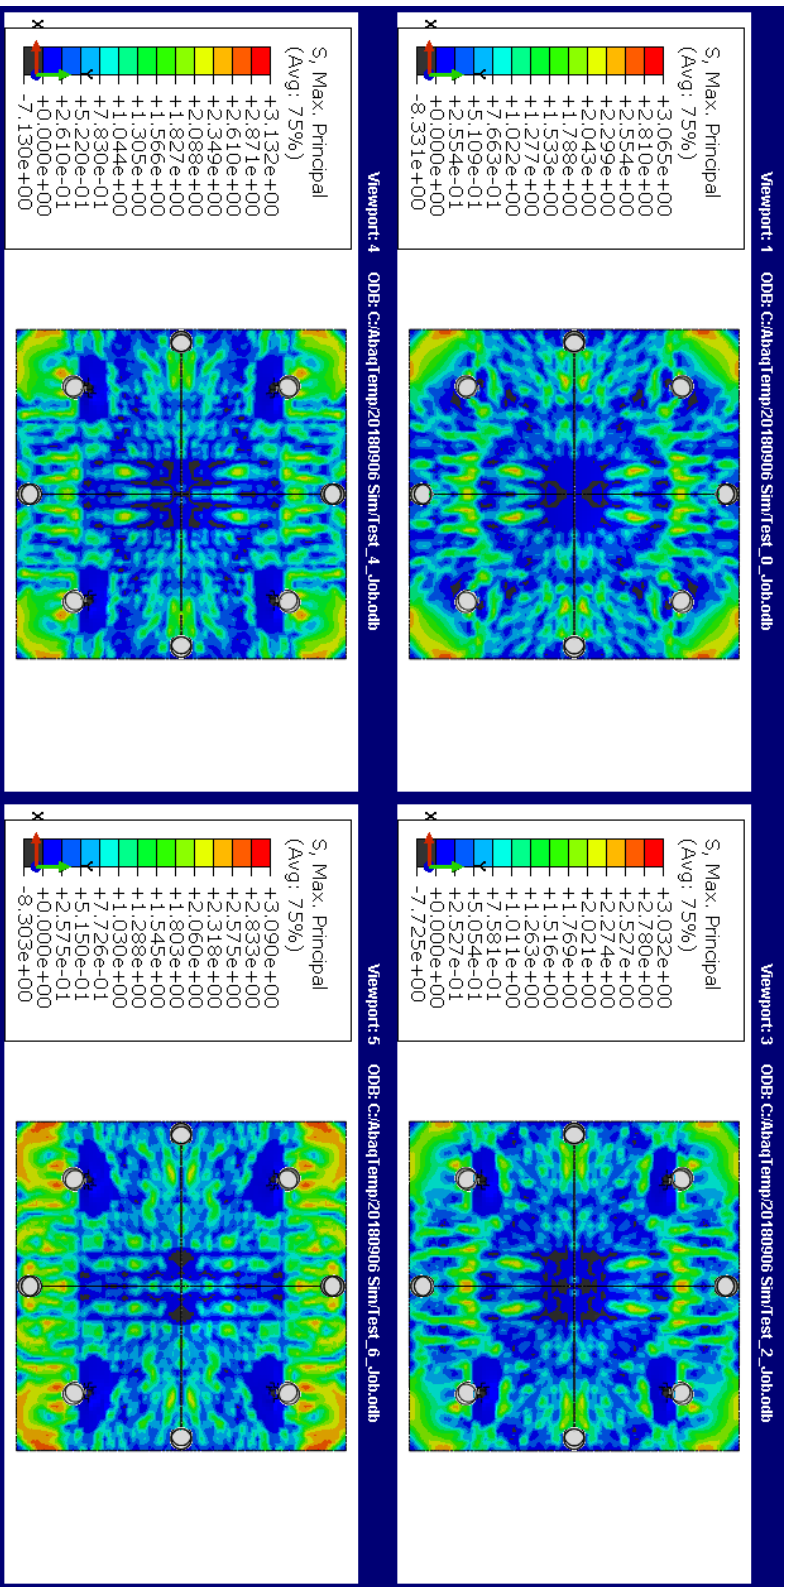 Viewport: 1 ODB: C:/AbaqTemp/20180906 Sim/Test_0_Job.odb
S, Max. Principal
(Avg: 75%)
+3.065e+00
+2.810e+00
+2.554e+00
+2.299e+00
+2.043e+00
+1.788e+00
+1.533e+00
+1.277e+00
+1.022e+00
+7.663e-01
+5.109e-01
+2.554e-01
+0.000e+00
-8.331e+00
Y
X
Viewport: 3 ODB: C:/AbaqTemp/20180906 Sim/Test_2_Job.odb
S, Max. Principal
(Avg: 75%)
+3.032e+00
+2.780e+00
+2.527e+00
+2.274e+00
+2.021e+00
+1.769e+00
+1.516e+00
+1.263e+00
+1.011e+00
+7.581e-01
+5.054e-01
+2.527e-01
+0.000e+00
-7.725e+00
Y
X
Viewport: 4 ODB: C:/AbaqTemp/20180906 Sim/Test_4_Job.odb
S, Max. Principal
(Avg: 75%)
+3.132e+00
+2.871e+00
+2.610e+00
+2.349e+00
+2.088e+00
+1.827e+00
+1.566e+00
+1.305e+00
+1.044e+00
+7.830e-01
+5.220e-01
+2.610e-01
+0.000e+00
-7.130e+00
Y
X
Viewport: 5 ODB: C:/AbaqTemp/20180906 Sim/Test_6_Job.odb
S, Max. Principal
(Avg: 75%)
+3.090e+00
+2.833e+00
+2.575e+00
+2.318e+00
+2.060e+00
+1.803e+00
+1.545e+00
+1.288e+00
+1.030e+00
+7.726e-01
+5.150e-01
+2.575e-01
+0.000e+00
-8.303e+00
Y
X